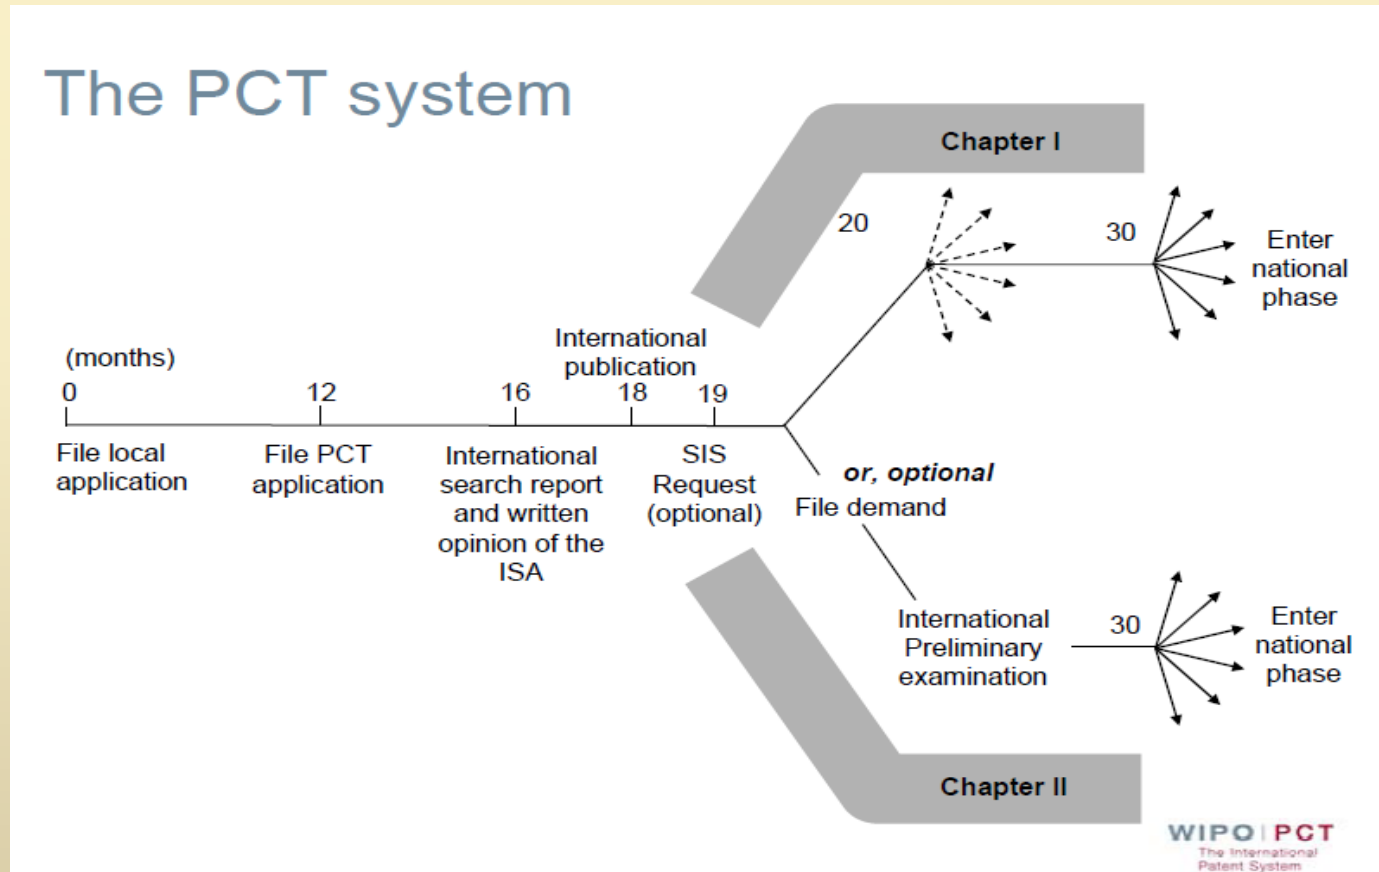 The PCT system
Chapter I
20
30
Enter
national
phase
International
publication
(months)
0
12
16
18
19
File local
application
File PCT
application
International
search report
and written
opinion of the
ISA
SIS
Request
(optional)
or, optional
File demand
International
Preliminary
examination
30
Enter
national
phase
Chapter II
WIPO | PCT
The International
Patent System